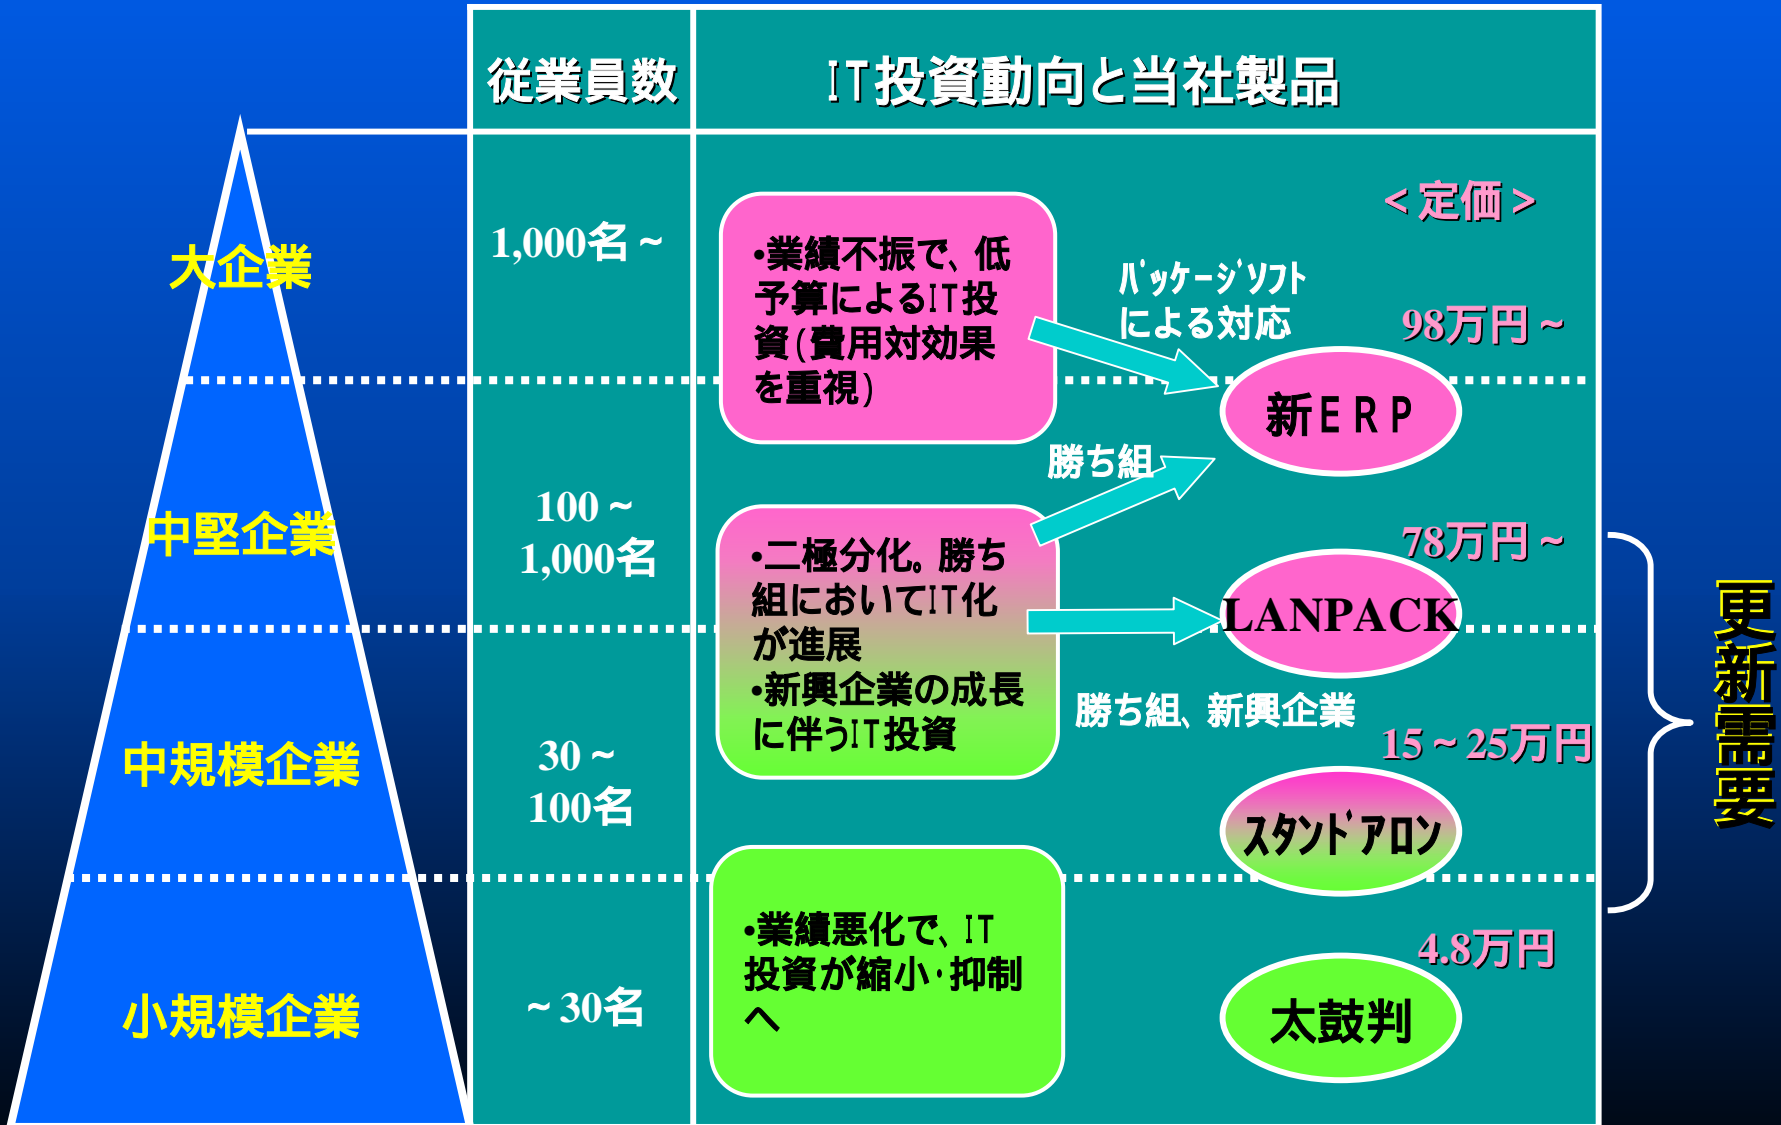 従業員数
IT投資動向と当社製品
大企業
1,000名~
・業績不振で、低
予算によるIT投
資(費用対効果
を重視)
<定価>
ﾊﾟｯｹｰｼﾞｿﾌﾄ
による対応
98万円~
新ERP
中堅企業
100~
1,000名
勝ち組
・二極分化。勝ち
組においてIT化
が進展
・新興企業の成長
に伴うIT投資
78万円~
LANPACK
勝ち組、新興企業
中規模企業
30~
100名
15~25万円
ｽﾀﾝﾄﾞｱﾛﾝ
更新需要
小規模企業
~30名
・業績悪化で、IT
投資が縮小・抑制
へ
4.8万円
太鼓判